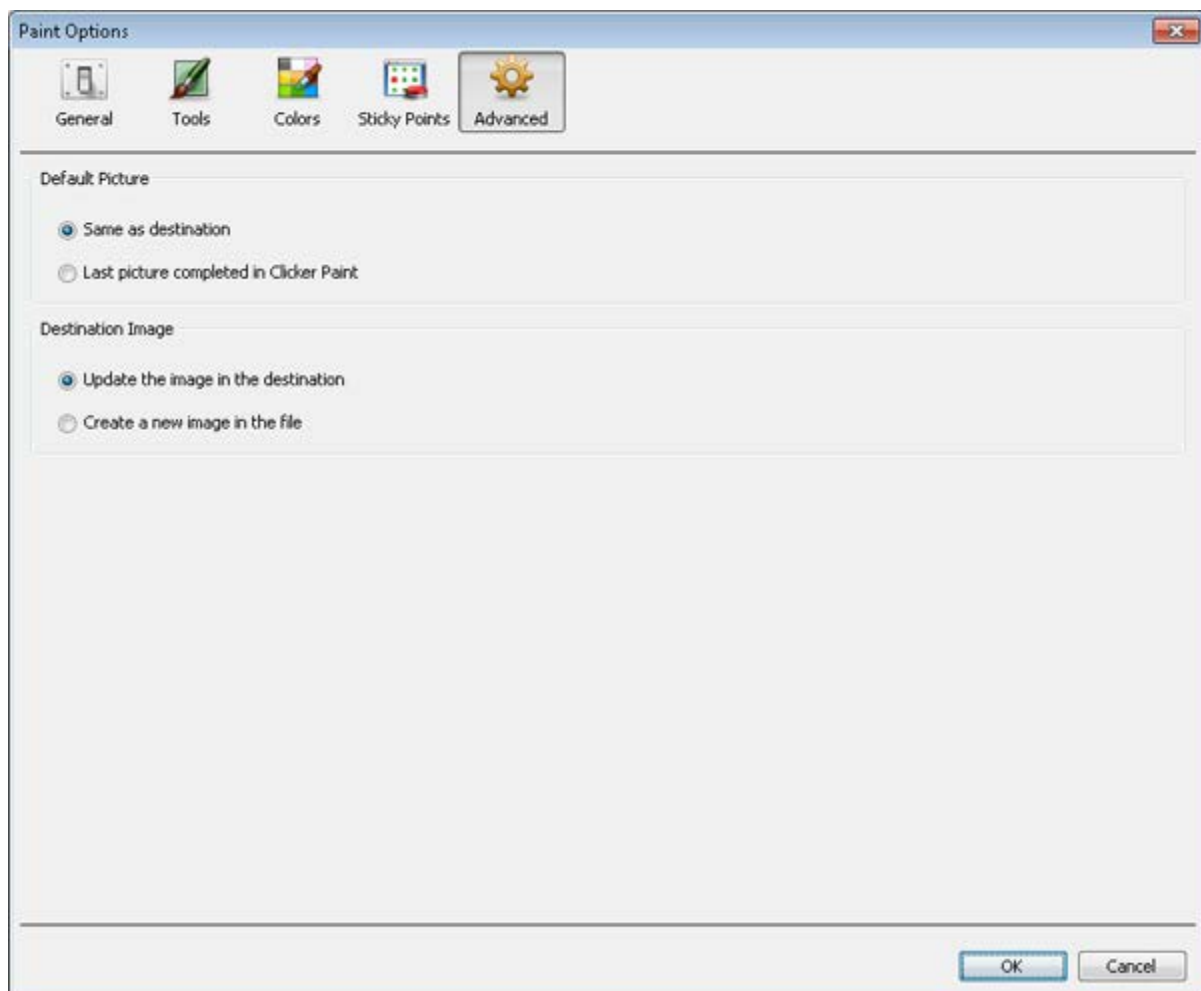 Paint Options
General Tools Colors Sticky Points Advanced
Default Picture
Same as destination
Last picture completed in Clicker Paint
Destination Image
Update the image in the destination
Create a new image in the file
OK Cancel